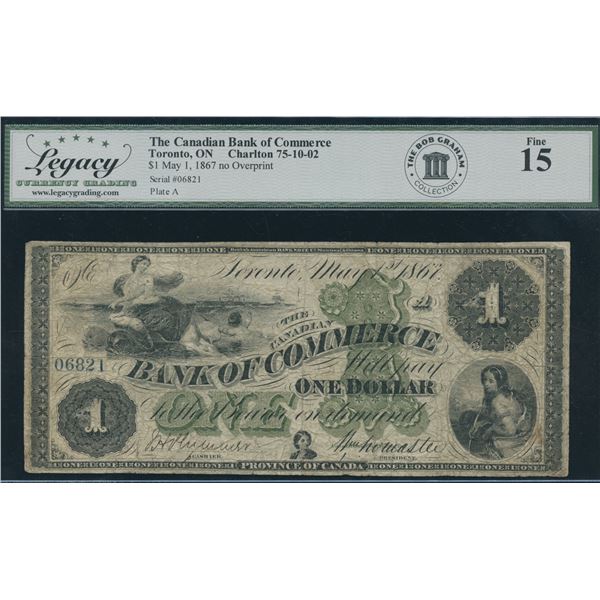 Legacy
CURRENCY GRADING
www.legacygrading.com
The Canadian Bank of Commerce
Toronto, ON Charlton 75-10-02
$1 May 1, 1867 no Overprint
Serial #06821
Plate A
THE BOB GRAHAM
COLLECTION
Fine
15
Toronto, May 1st 1867.
1
THE
CANADIAN
A
BANK OF COMMERCE
06821
Will pay
ONE DOLLAR
1
to the Bearer on demand
ONE
CASHIER
PRESIDENT
PROVINCE OF CANADA